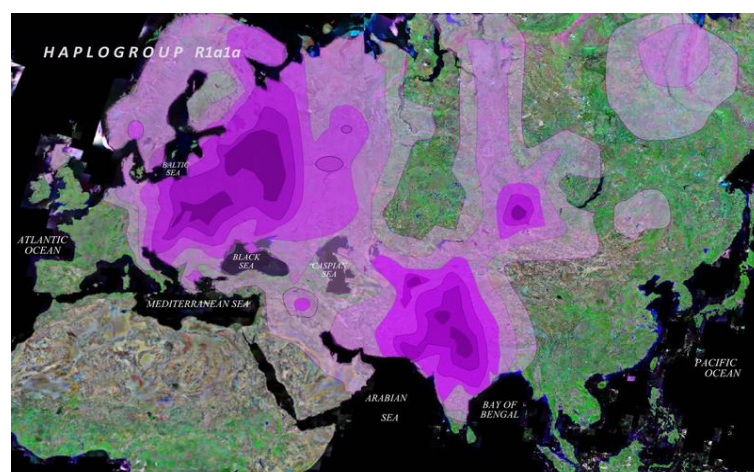 HAPLOGROUP R1a1a
BALTIC
SEA
ATLANTIC
OCEAN
BLACK
SEA
CASPIAN
SEA
MEDITERRANEAN SEA
PACIFIC
OCEAN
ARABIAN
SEA
BAY OF
BENGAL